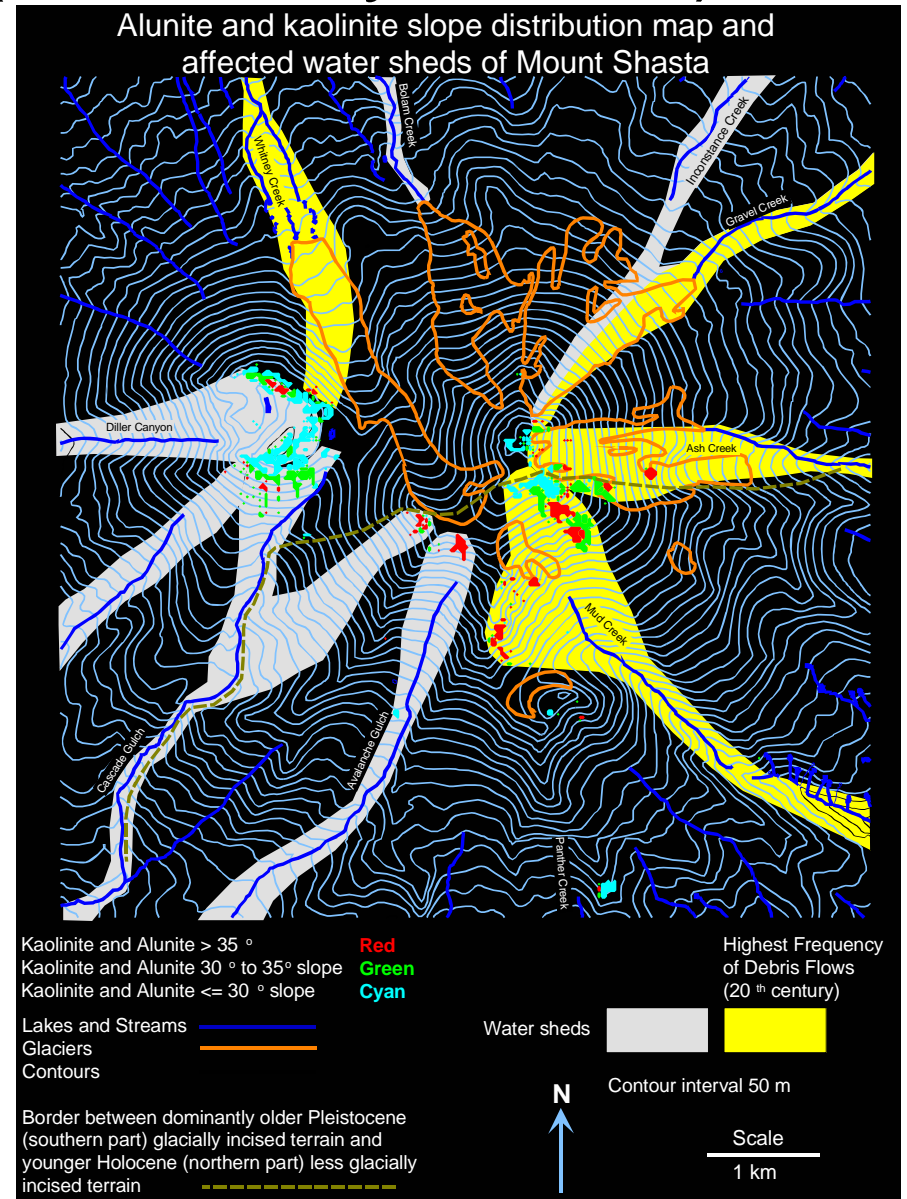 Alunite and kaolinite slope distribution map and
affected water sheds of Mount Shasta
Bolam Creek
Whitney Creek
Inconstance Creek
Gravel Creek
Diller Canyon
Ash Creek
Mud Creek
Cascade Gulch
Avalanche Gulch
Panther Creek
Kaolinite and Alunite > 35 º Red
Kaolinite and Alunite 30 º to 35º slope Green
Kaolinite and Alunite <= 30 º slope Cyan
Highest Frequency
of Debris Flows
(20 th century)
Lakes and Streams
Glaciers
Contours
Water sheds
Contour interval 50 m
N
Border between dominantly older Pleistocene
(southern part) glacially incised terrain and
younger Holocene (northern part) less glacially
incised terrain
Scale
1 km